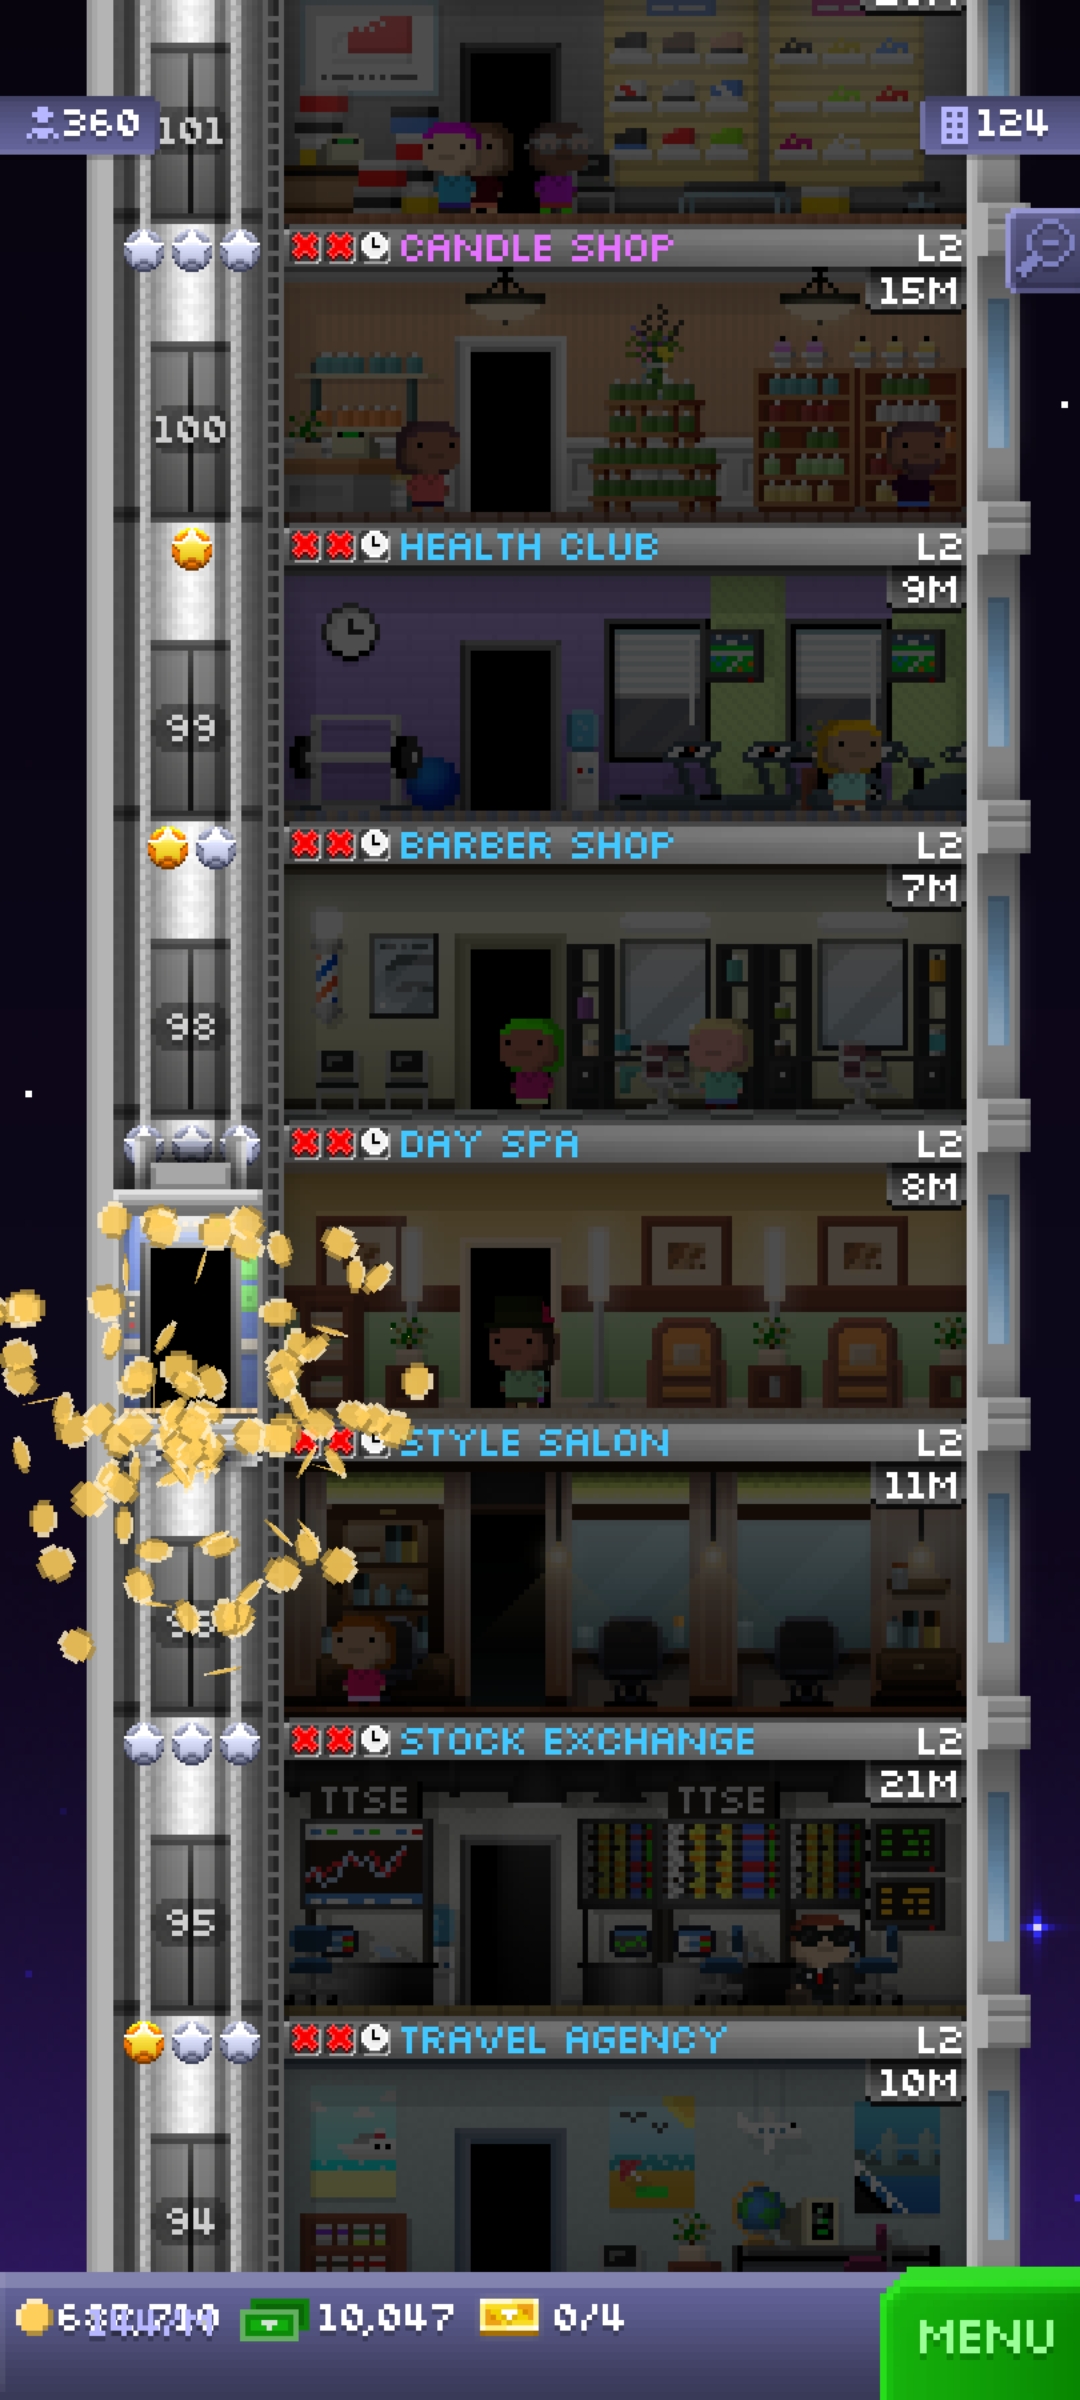 360
101
124
CANDLE SHOP L2
15M
100
HEALTH CLUB L2
9M
99
BARBER SHOP L2
7M
98
DAY SPA L2
8M
STYLE SALON L2
11M
STOCK EXCHANGE L2
21M
TTSE TTSE
95
TRAVEL AGENCY L2
10M
94
10,047 0/4
MENU